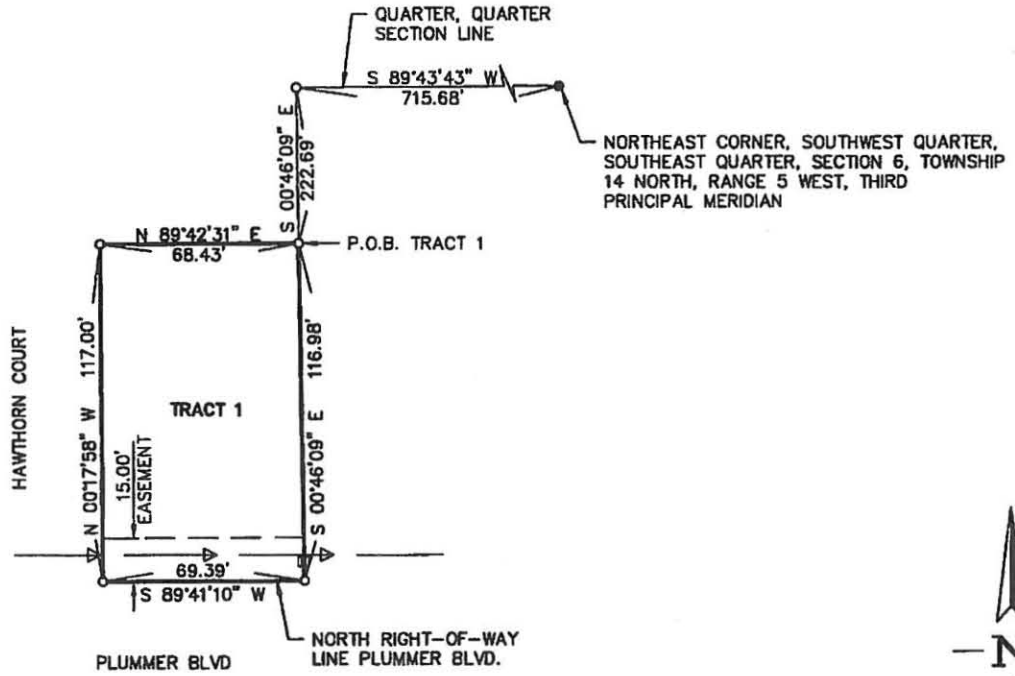 QUARTER, QUARTER
SECTION LINE
S 89°43'43" W
715.68'
S 00°46'09" E
222.69'
NORTHEAST CORNER, SOUTHWEST QUARTER,
SOUTHEAST QUARTER, SECTION 6, TOWNSHIP
14 NORTH, RANGE 5 WEST, THIRD
PRINCIPAL MERIDIAN
N 89°42'31" E
68.43'
P.O.B. TRACT 1
HAWTHORN COURT
N 00°17'58" W 117.00'
TRACT 1
116.98'
S 00°46'09" E
15.00'
EASEMENT
69.39'
S 89°41'10" W
NORTH RIGHT-OF-WAY
LINE PLUMMER BLVD.
PLUMMER BLVD
N